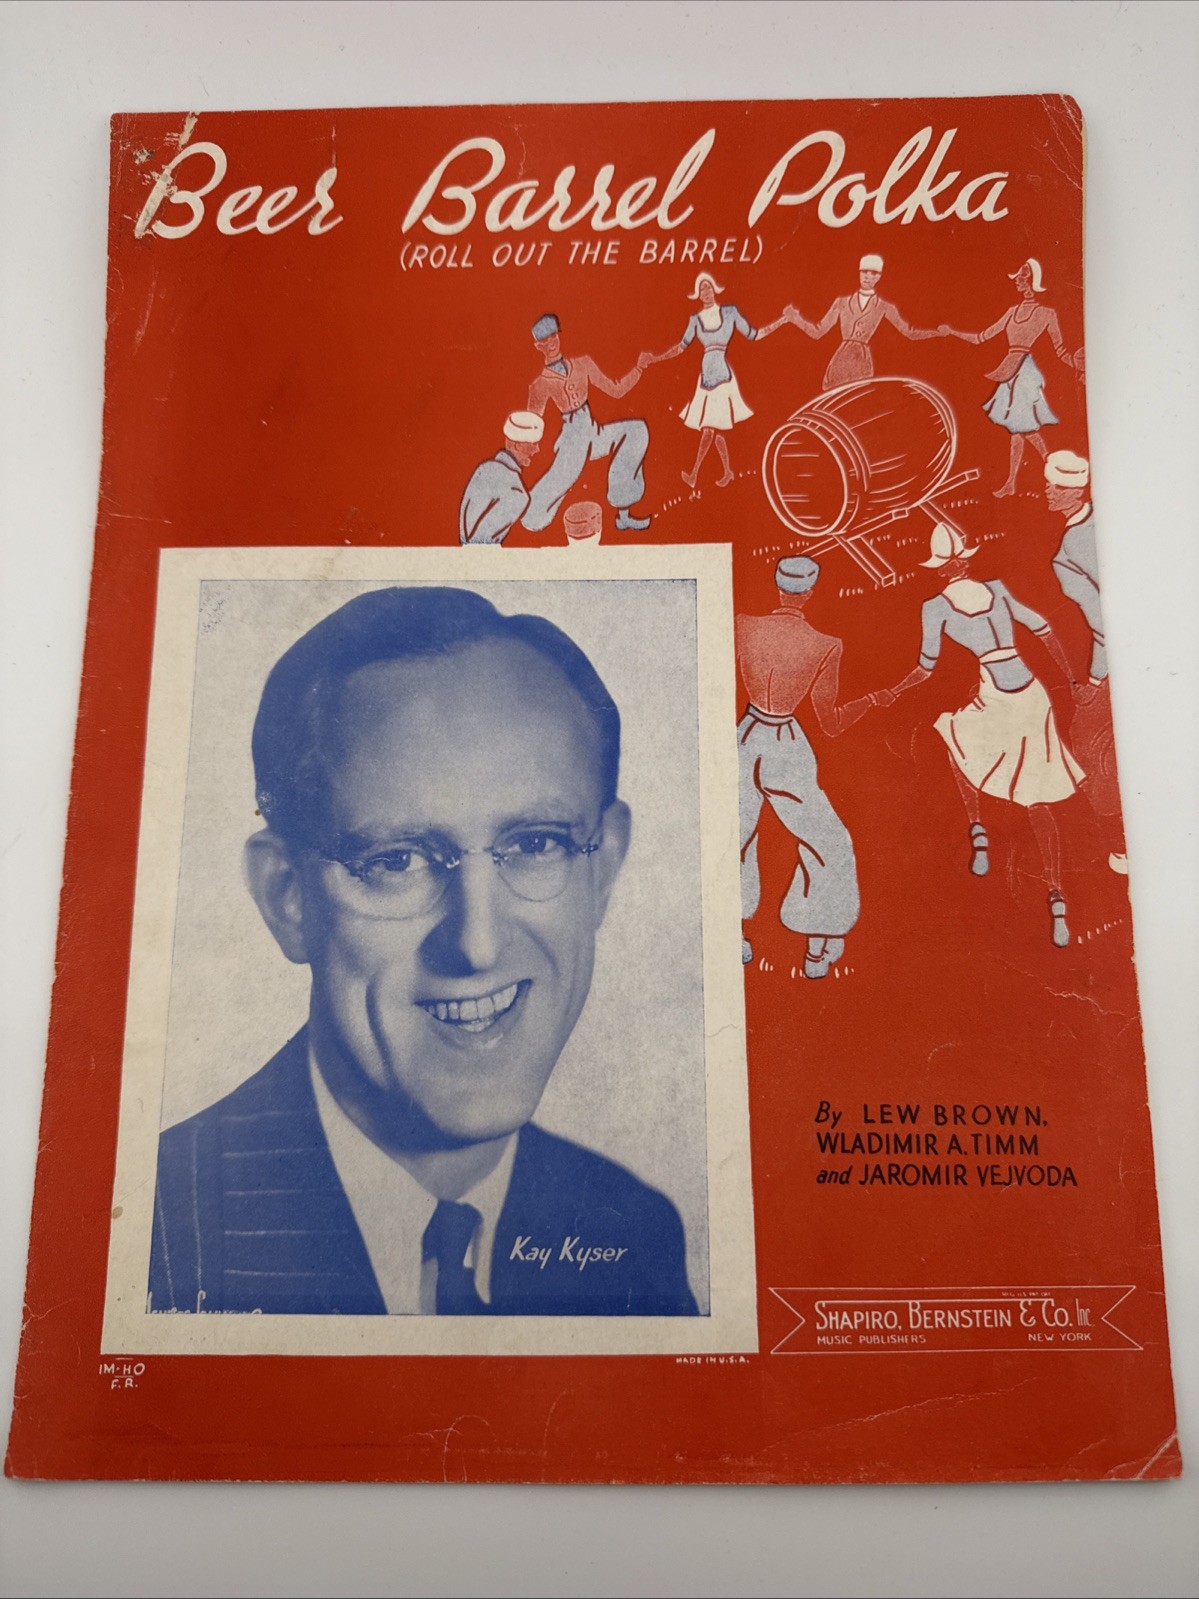 Beer Barrel Polka
(ROLL OUT THE BARREL)
By LEW BROWN,
WLADIMIR A. TIMM
and JAROMIR VEJVODA
Kay Kyser
SHAPIRO, BERNSTEIN & CO. Inc.
MUSIC PUBLISHERS NEW YORK
MADE IN U.S.A.
IM-HO
F.R.